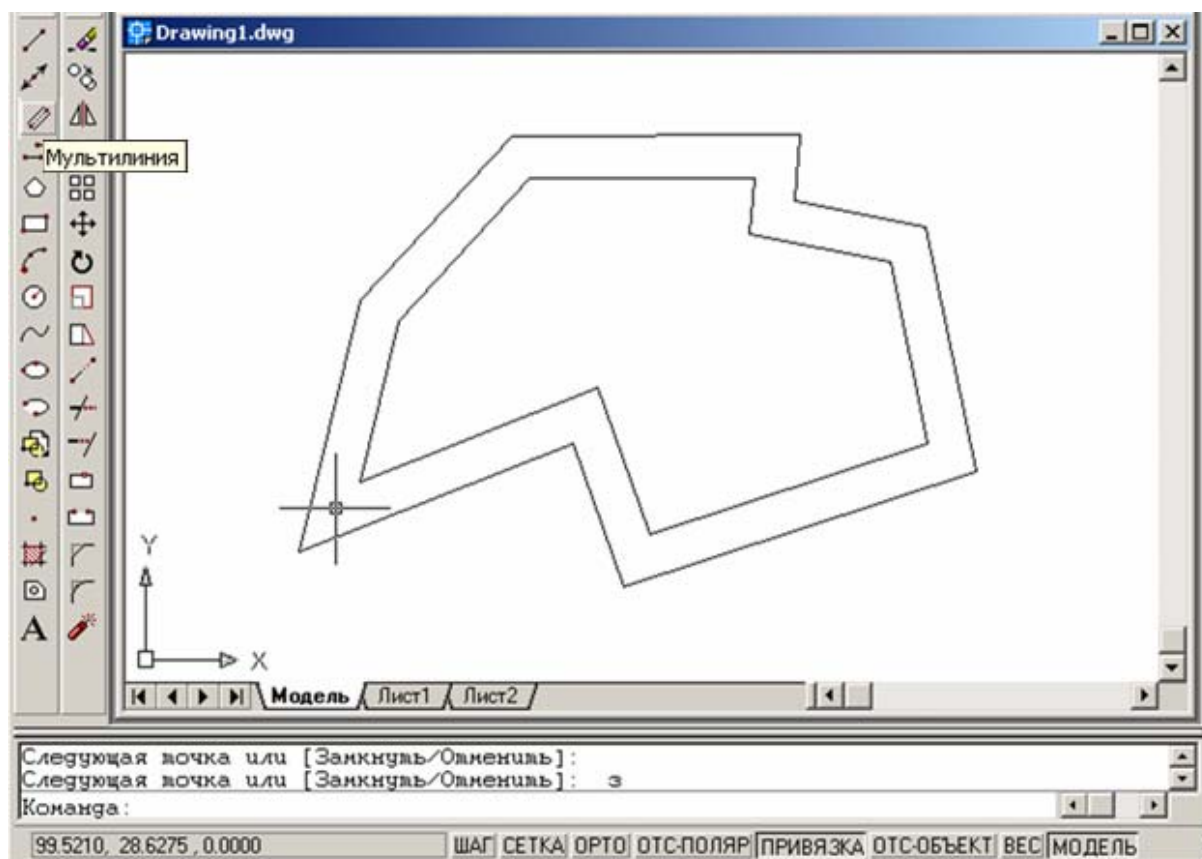 Drawing1.dwg
Мультилиния
A
Y
X
Модель Лист1 Лист2
Следующая точка или [Замкнуть/Отменить]:
Следующая точка или [Замкнуть/Отменить]: з
Команда:
99.5210, 28.6275 , 0.0000 ШАГ СЕТКА ОРТО ОТС-ПОЛЯР ПРИВЯЗКА ОТС-ОБЪЕКТ ВЕС МОДЕЛЬ